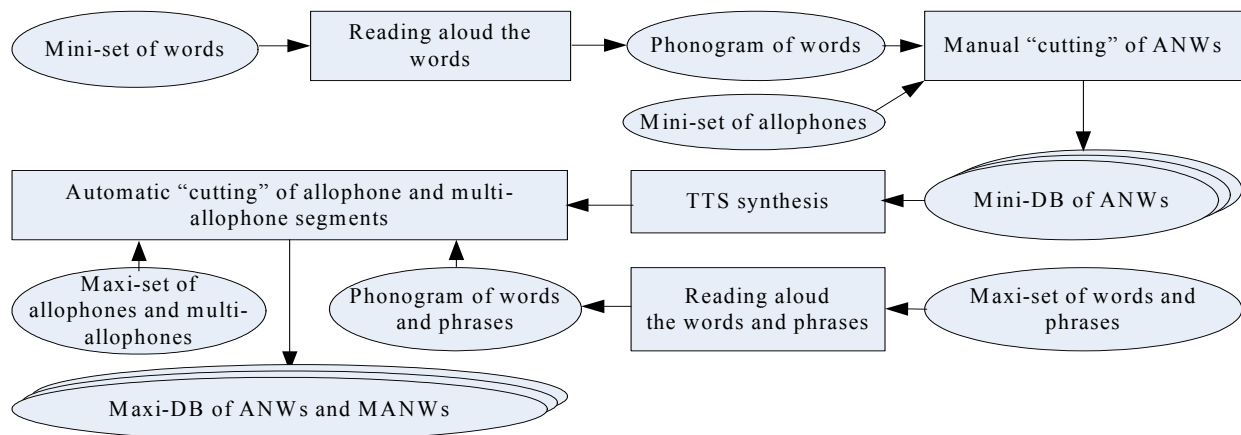 Mini-set of words
Reading aloud the
words
Phonogram of words
Manual “cutting” of ANWs
Mini-set of allophones
Automatic “cutting” of allophone and multi-
allophone segments
TTS synthesis
Mini-DB of ANWs
Maxi-set of
allophones and multi-
allophones
Phonogram of words
and phrases
Reading aloud
the words and phrases
Maxi-set of words and
phrases
Maxi-DB of ANWs and MANWs